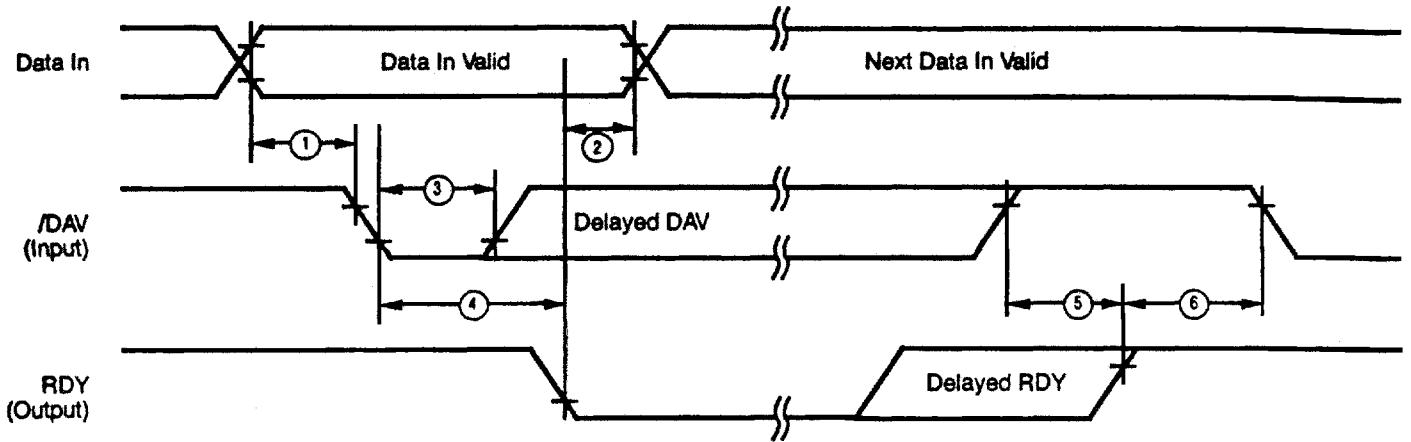 Data In
Data In Valid
Next Data In Valid
1
2
3
/DAV
(Input)
Delayed DAV
4
5
6
RDY
(Output)
Delayed RDY